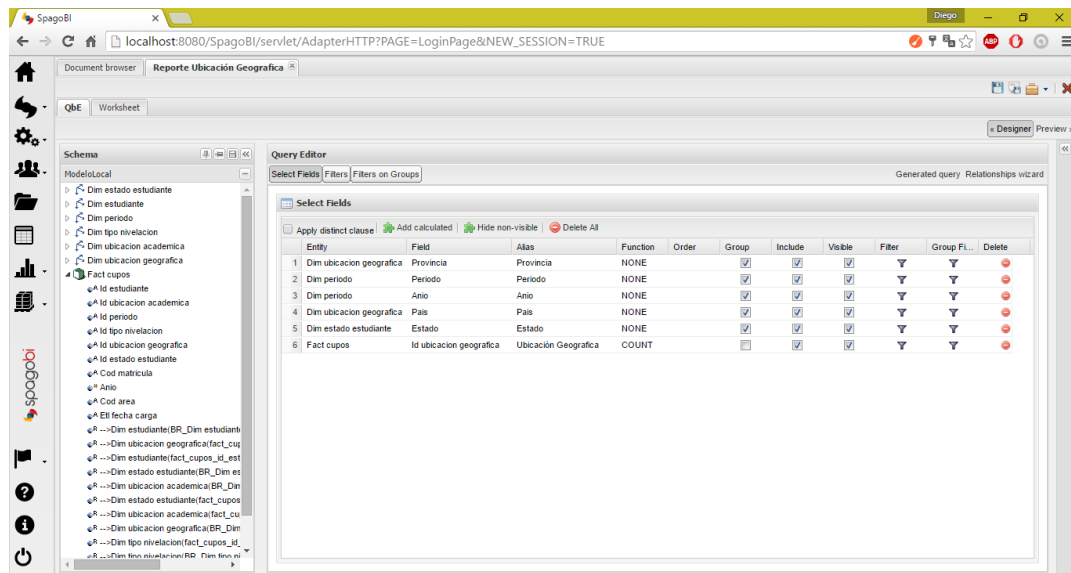 SpagoBI
Diego
localhost:8080/SpagoBI/servlet/AdapterHTTP?PAGE=LoginPage&NEW_SESSION=TRUE
ABP
Document browser Reporte Ubicación Geografica
QbE Worksheet
« Designer Preview »
Schema
ModeloLocal
Dim estado estudiante
Dim estudiante
Dim periodo
Dim tipo nivelacion
Dim ubicacion academica
Dim ubicacion geografica
Fact cupos
Id estudiante
Id ubicacion academica
Id periodo
Id tipo nivelacion
Id ubicacion geografica
Id estado estudiante
Cod matricula
Anio
Cod area
Etl fecha carga
-->Dim estudiante(BR_Dim estudiante
-->Dim ubicacion geografica(fact_cup
-->Dim estudiante(fact_cupos_id_est
-->Dim estado estudiante(BR_Dim es
-->Dim ubicacion academica(BR_Dim
-->Dim estado estudiante(fact_cupos
-->Dim ubicacion academica(fact_cu
-->Dim ubicacion geografica(BR_Dim
-->Dim tipo nivelacion(fact_cupos_id_
-->Dim tipo nivelacion(BR_Dim tipo ni
spagobi
Query Editor
Select Fields Filters Filters on Groups Generated query Relationships wizard
Select Fields
Apply distinct clause Add calculated Hide non-visible Delete All
Entity Field Alias Function Order Group Include Visible Filter Group Fi... Delete
1 Dim ubicacion geografica Provincia Provincia NONE
2 Dim periodo Periodo Periodo NONE
3 Dim periodo Anio Anio NONE
4 Dim ubicacion geografica Pais Pais NONE
5 Dim estado estudiante Estado Estado NONE
6 Fact cupos Id ubicacion geografica Ubicación Geografica COUNT